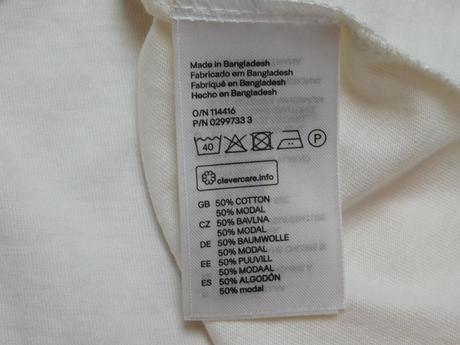 Made in Bangladesh
Fabricado em Bangladesh
Fabriqué en Bangladesh
Hecho en Bangladesh
O/N 114416
P/N 0299733 3
40 P
clevercare.info
GB 50% COTTON
50% MODAL
CZ 50% BAVLNA
50% MODAL
DE 50% BAUMWOLLE
50% MODAL
EE 50% PUUVILL
50% MODAAL
ES 50% ALGODÓN
50% modal